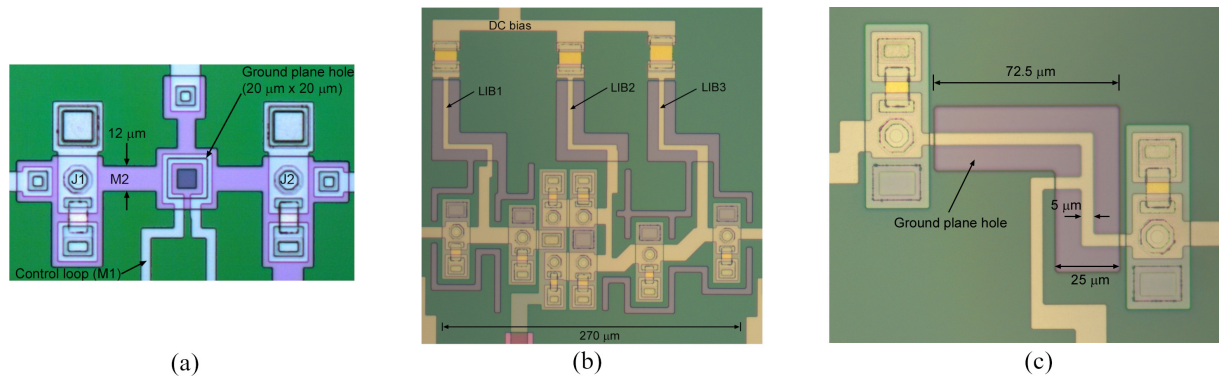 Ground plane hole
(20 μm x 20 μm)
12 μm
J1
M2
J2
Control loop (M1)
(a)
DC bias
LIB1
LIB2
LIB3
270 μm
(b)
72.5 μm
5 μm
Ground plane hole
25 μm
(c)